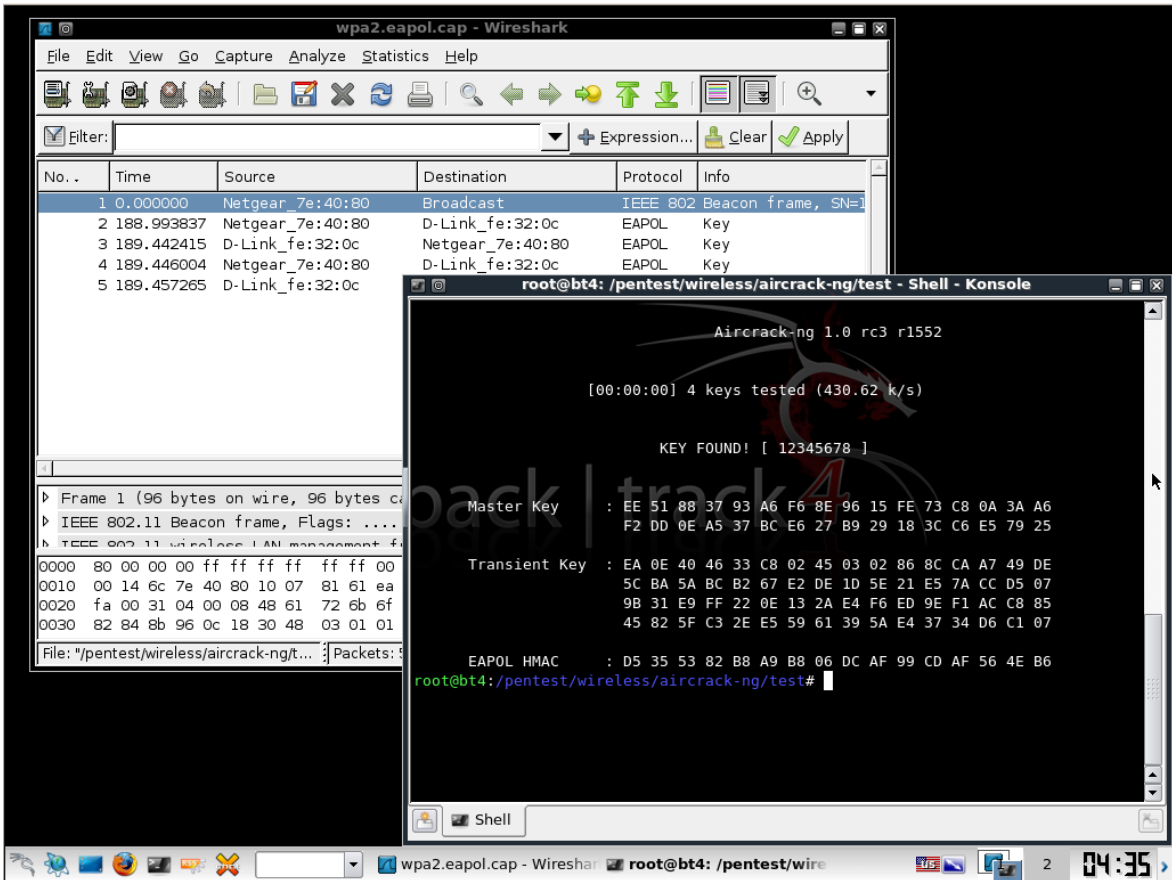 wpa2.eapol.cap - Wireshark
File Edit View Go Capture Analyze Statistics Help
Filter: Expression... Clear Apply
No. . Time Source Destination Protocol Info
1 0.000000 Netgear_7e:40:80 Broadcast IEEE 802 Beacon frame, SN=1
2 188.993837 Netgear_7e:40:80 D-Link_fe:32:0c EAPOL Key
3 189.442415 D-Link_fe:32:0c Netgear_7e:40:80 EAPOL Key
4 189.446004 Netgear_7e:40:80 D-Link_fe:32:0c EAPOL Key
5 189.457265 D-Link_fe:32:0c
Frame 1 (96 bytes on wire, 96 bytes ca
IEEE 802.11 Beacon frame, Flags: ....
IEEE 802.11 wireless LAN management f
0000 80 00 00 00 ff ff ff ff ff ff 00
0010 00 14 6c 7e 40 80 10 07 81 61 ea
0020 fa 00 31 04 00 08 48 61 72 6b 6f
0030 82 84 8b 96 0c 18 30 48 03 01 01
File: "/pentest/wireless/aircrack-ng/t... Packets:
root@bt4: /pentest/wireless/aircrack-ng/test - Shell - Konsole
Aircrack-ng 1.0 rc3 r1552
[00:00:00] 4 keys tested (430.62 k/s)
KEY FOUND! [ 12345678 ]
back | track 4
Master Key : EE 51 88 37 93 A6 F6 8E 96 15 FE 73 C8 0A 3A A6
F2 DD 0E A5 37 BC E6 27 B9 29 18 3C C6 E5 79 25
Transient Key : EA 0E 40 46 33 C8 02 45 03 02 86 8C CA A7 49 DE
5C BA 5A BC B2 67 E2 DE 1D 5E 21 E5 7A CC D5 07
9B 31 E9 FF 22 0E 13 2A E4 F6 ED 9E F1 AC C8 85
45 82 5F C3 2E E5 59 61 39 5A E4 37 34 D6 C1 07
EAPOL HMAC : D5 35 53 82 B8 A9 B8 06 DC AF 99 CD AF 56 4E B6
root@bt4:/pentest/wireless/aircrack-ng/test#
Shell
wpa2.eapol.cap - Wireshar root@bt4: /pentest/wire us 2 04:35